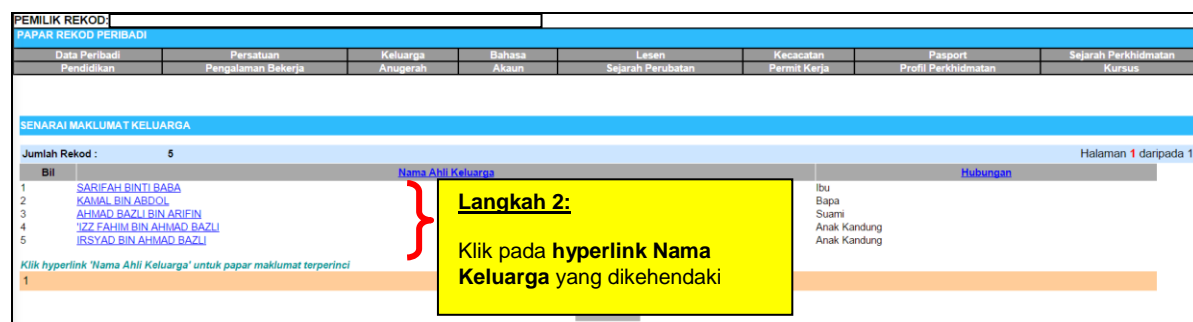 PEMILIK REKOD:
PAPAR REKOD PERIBADI
Data Peribadi Persatuan Keluarga Bahasa Lesen Kecacatan Pasport Sejarah Perkhidmatan
Pendidikan Pengalaman Bekerja Anugerah Akaun Sejarah Perubatan Permit Kerja Profil Perkhidmatan Kursus
SENARAI MAKLUMAT KELUARGA
Jumlah Rekod : 5 Halaman 1 daripada 1
Bil Nama Ahli Keluarga Hubungan
1 SARIFAH BINTI BABA Ibu
2 KAMAL BIN ABDOL Bapa
3 AHMAD BAZLI BIN ARIFIN Suami
4 'IZZ FAHIM BIN AHMAD BAZLI Anak Kandung
5 IRSYAD BIN AHMAD BAZLI Anak Kandung
Klik hyperlink 'Nama Ahli Keluarga' untuk papar maklumat terperinci
1
Langkah 2:
Klik pada hyperlink Nama
Keluarga yang dikehendaki